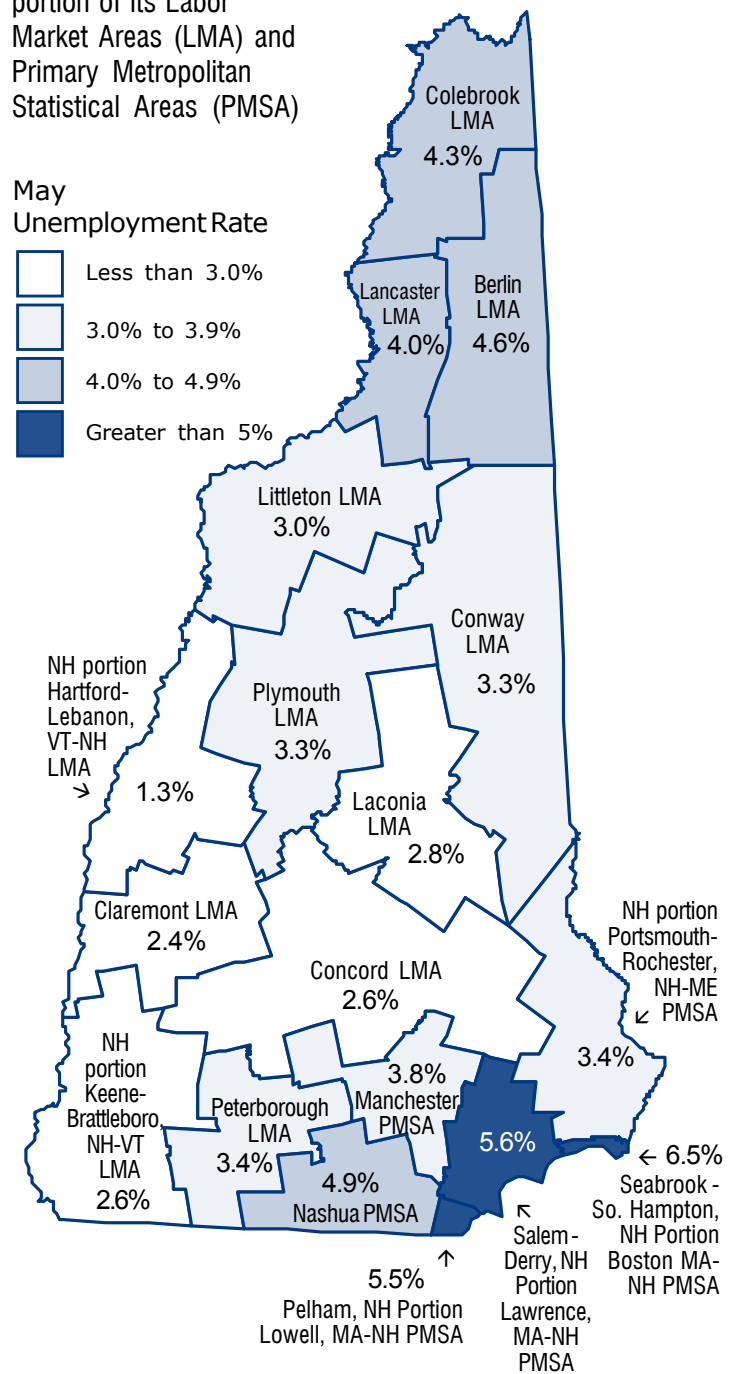 portion of its Labor
Market Areas (LMA) and
Primary Metropolitan
Statistical Areas (PMSA)
May
Unemployment Rate
Less than 3.0%
3.0% to 3.9%
4.0% to 4.9%
Greater than 5%
Colebrook
LMA
4.3%
Lancaster
LMA
4.0%
Berlin
LMA
4.6%
Littleton LMA
3.0%
Conway
LMA
3.3%
NH portion
Hartford-
Lebanon,
VT-NH
LMA
1.3%
Plymouth
LMA
3.3%
Laconia
LMA
2.8%
Claremont LMA
2.4%
Concord LMA
2.6%
NH portion
Portsmouth-
Rochester,
NH-ME
PMSA
3.4%
NH
portion
Keene-
Brattleboro,
NH-VT
LMA
2.6%
Peterborough
LMA
3.4%
3.8%
Manchester
PMSA
4.9%
Nashua PMSA
5.6%
6.5%
Seabrook -
So. Hampton,
NH Portion
Boston MA-
NH PMSA
Salem-
Derry, NH
Portion
Lawrence,
MA-NH
PMSA
5.5%
Pelham, NH Portion
Lowell, MA-NH PMSA